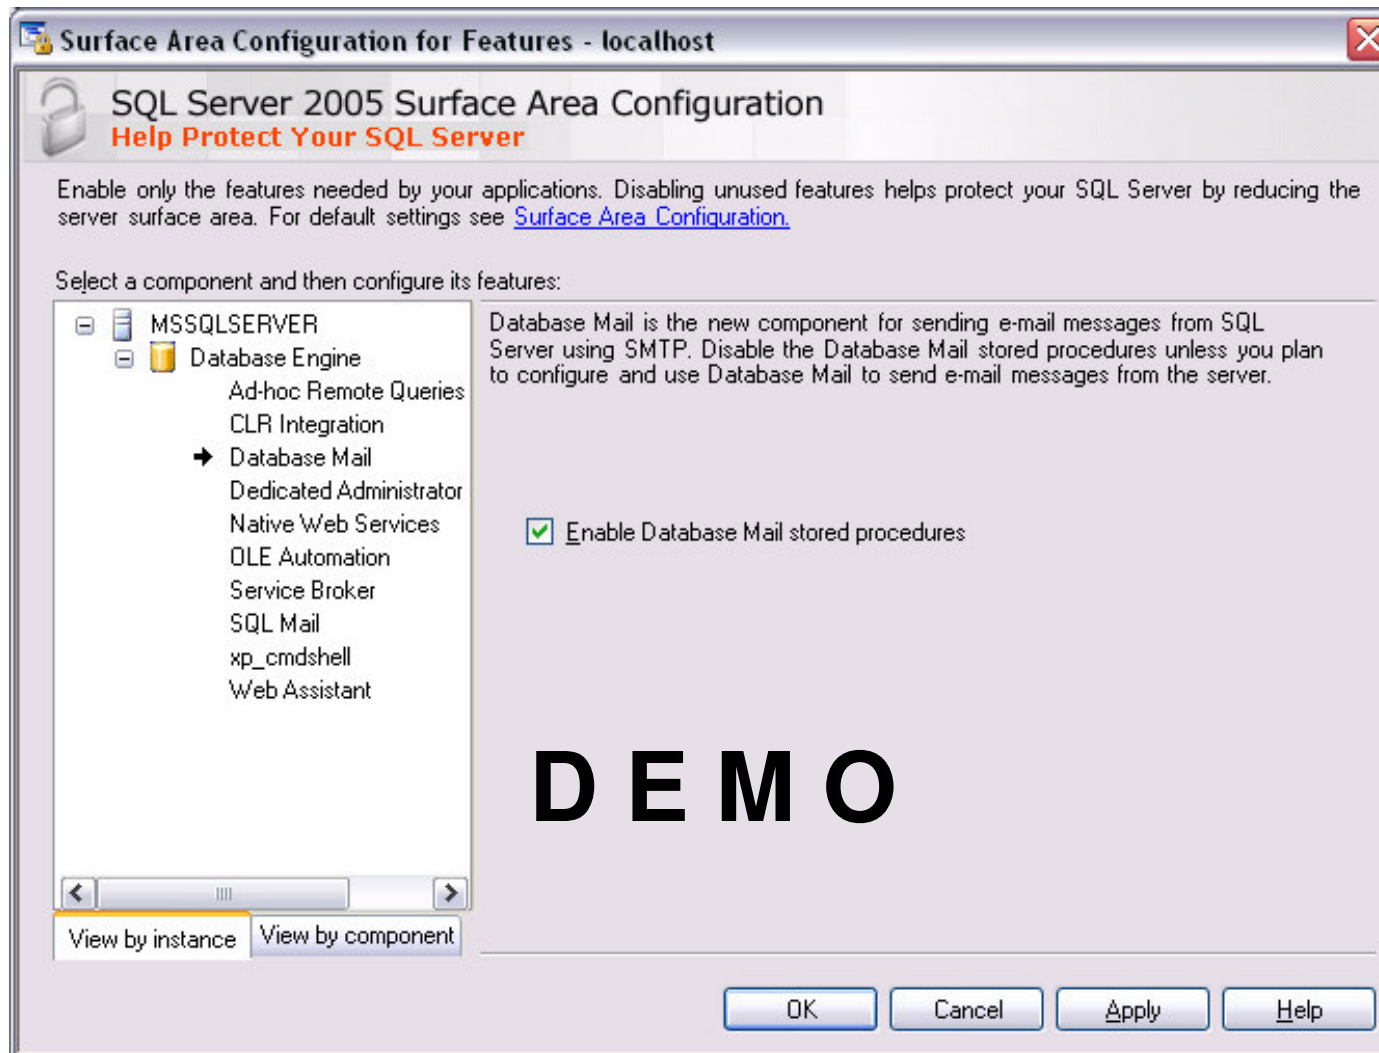 Surface Area Configuration for Features - localhost
SQL Server 2005 Surface Area Configuration
Help Protect Your SQL Server
Enable only the features needed by your applications. Disabling unused features helps protect your SQL Server by reducing the
server surface area. For default settings see Surface Area Configuration.
Select a component and then configure its features:
MSSQLSERVER
Database Engine
Ad-hoc Remote Queries
CLR Integration
Database Mail
Dedicated Administrator
Native Web Services
OLE Automation
Service Broker
SQL Mail
xp_cmdshell
Web Assistant
View by instance
View by component
Database Mail is the new component for sending e-mail messages from SQL
Server using SMTP. Disable the Database Mail stored procedures unless you plan
to configure and use Database Mail to send e-mail messages from the server.
Enable Database Mail stored procedures
D E M O
OK
Cancel
Apply
Help